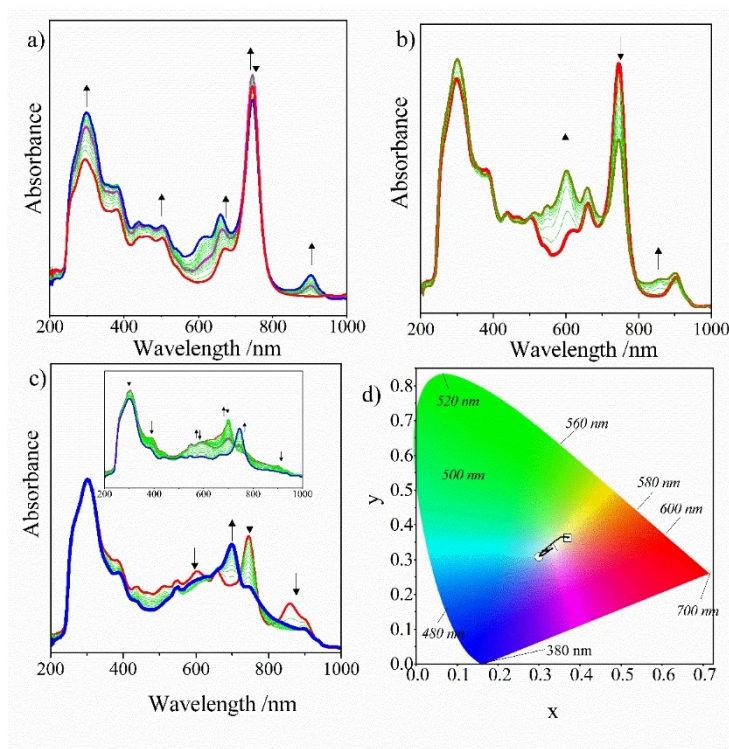 a)
Absorbance
200 400 600 800 1000
Wavelength /nm
b)
Absorbance
200 400 600 800 1000
Wavelength /nm
c)
200 400 600 800 1000
Absorbance
200 400 600 800 1000
Wavelength /nm
d)
0.8
0.7
0.6
0.5
0.4
0.3
0.2
0.1
0.0
y
520 nm
560 nm
500 nm
580 nm
600 nm
700 nm
480 nm
380 nm
0.0 0.1 0.2 0.3 0.4 0.5 0.6 0.7
x